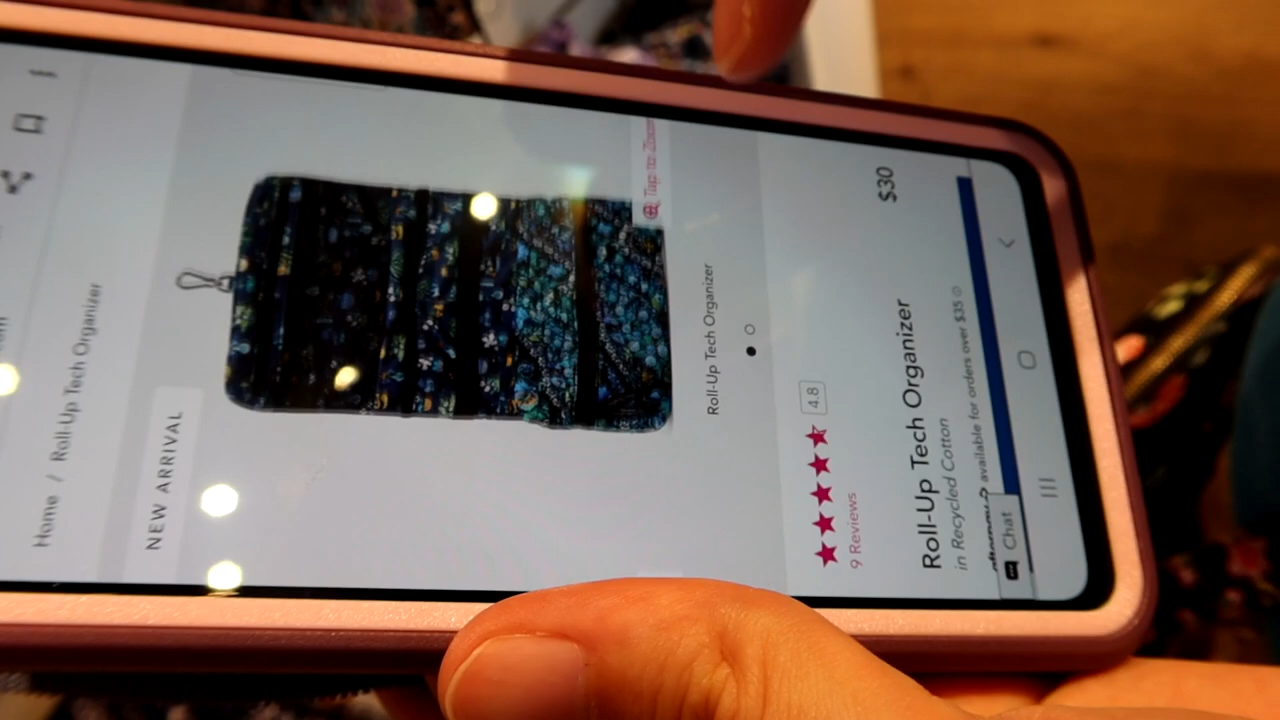 Home / Roll-Up Tech Organizer
NEW ARRIVAL
Tap to Zoom
Roll-Up Tech Organizer
4.8
9 Reviews
$30
Roll-Up Tech Organizer
in Recycled Cotton
available for orders over $35
Chat